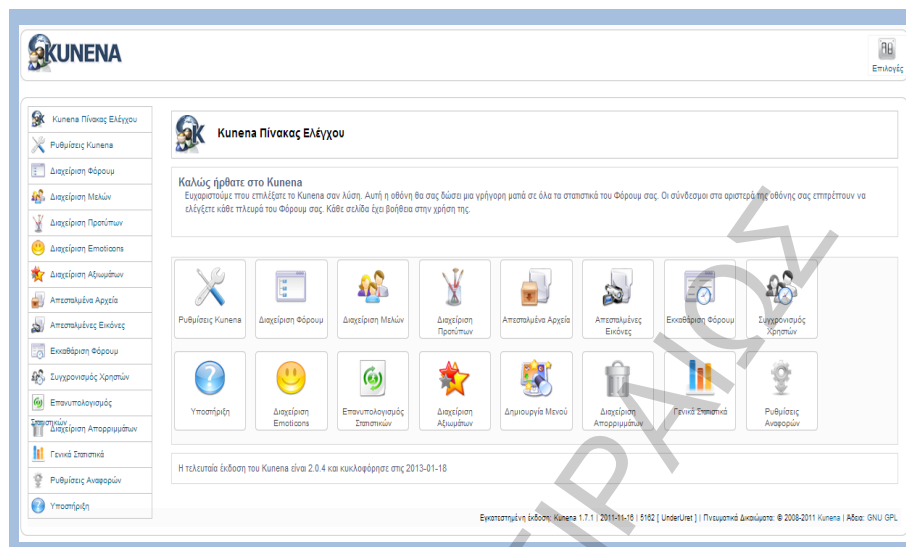 KUNENA
Επιλογές
Kunena Πίνακας Ελέγχου
Ρυθμίσεις Kunena
Διαχείριση Φόρουμ
Διαχείριση Μελών
Διαχείριση Προτύπων
Διαχείριση Emoticons
Διαχείριση Αξιωμάτων
Απεσταλμένα Αρχεία
Απεσταλμένες Εικόνες
Εκκαθάριση Φόρουμ
Συγχρονισμός Χρηστών
Επανυπολογισμός
Στατιστικών
Διαχείριση Απορριμμάτων
Γενικά Στατιστικά
Ρυθμίσεις Αναφορών
Υποστήριξη
Kunena Πίνακας Ελέγχου
Καλώς ήρθατε στο Kunena
Ευχαριστούμε που επιλέξατε το Kunena σαν λύση. Αυτή η οθόνη θα σας δώσει μια γρήγορη ματιά σε όλα τα στατιστικά του Φόρουμ σας. Οι σύνδεσμοι στα αριστερά της οθόνης σας επιτρέπουν να
ελέγξετε κάθε πλευρά του Φόρουμ σας. Κάθε σελίδα έχει βοήθεια στην χρήση της.
Ρυθμίσεις Kunena
Διαχείριση Φόρουμ
Διαχείριση Μελών
Διαχείριση
Προτύπων
Απεσταλμένα Αρχεία
Απεσταλμένες
Εικόνες
Εκκαθάριση Φόρουμ
Συγχρονισμός
Χρηστών
Υποστήριξη
Διαχείριση
Emoticons
Επανυπολογισμός
Στατιστικών
Διαχείριση
Αξιωμάτων
Δημιουργία Μενού
Διαχείριση
Απορριμμάτων
Γενικά Στατιστικά
Ρυθμίσεις
Αναφορών
Η τελευταία έκδοση του Kunena είναι 2.0.4 και κυκλοφόρησε στις 2013-01-18
Εγκατεστημένη έκδοση: Kunena 1.7.1 | 2011-11-16 | 5162 [ UnderUret ] | Πνευματικά Δικαιώματα: © 2008-2011 Kunena | Άδεια: GNU GPL
ΕΙΡΑΙΩΣ